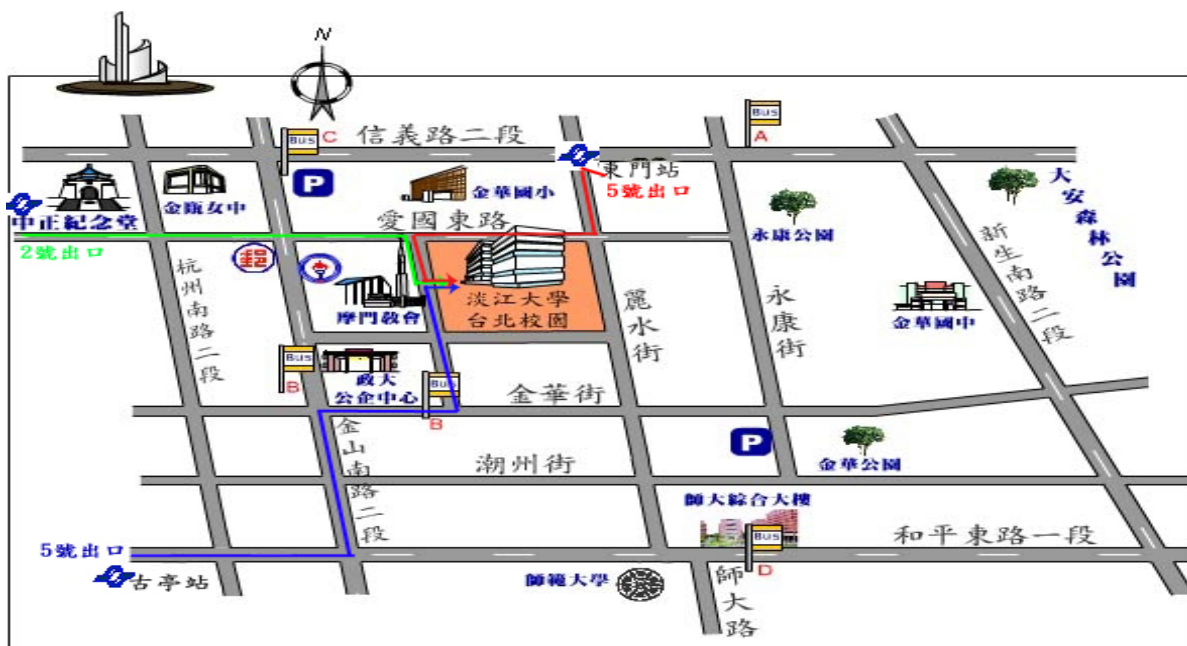 N
Bus
C
信義路二段
Bus
A
東門站
5號出口
P
金華國小
大安森林公園
中正紀念堂
金甌女中
愛國東路
永康公園
2號出口
郵
杭州南路二段
新生南路二段
淡江大學
台北校園
摩門教會
麗水街
永康街
金華國中
Bus
B
政大
公企中心
Bus
B
金華街
金山南路二段
潮州街
P
金華公園
師大綜合大樓
5號出口
Bus
D
和平東路一段
古亭站
師範大學
師大路